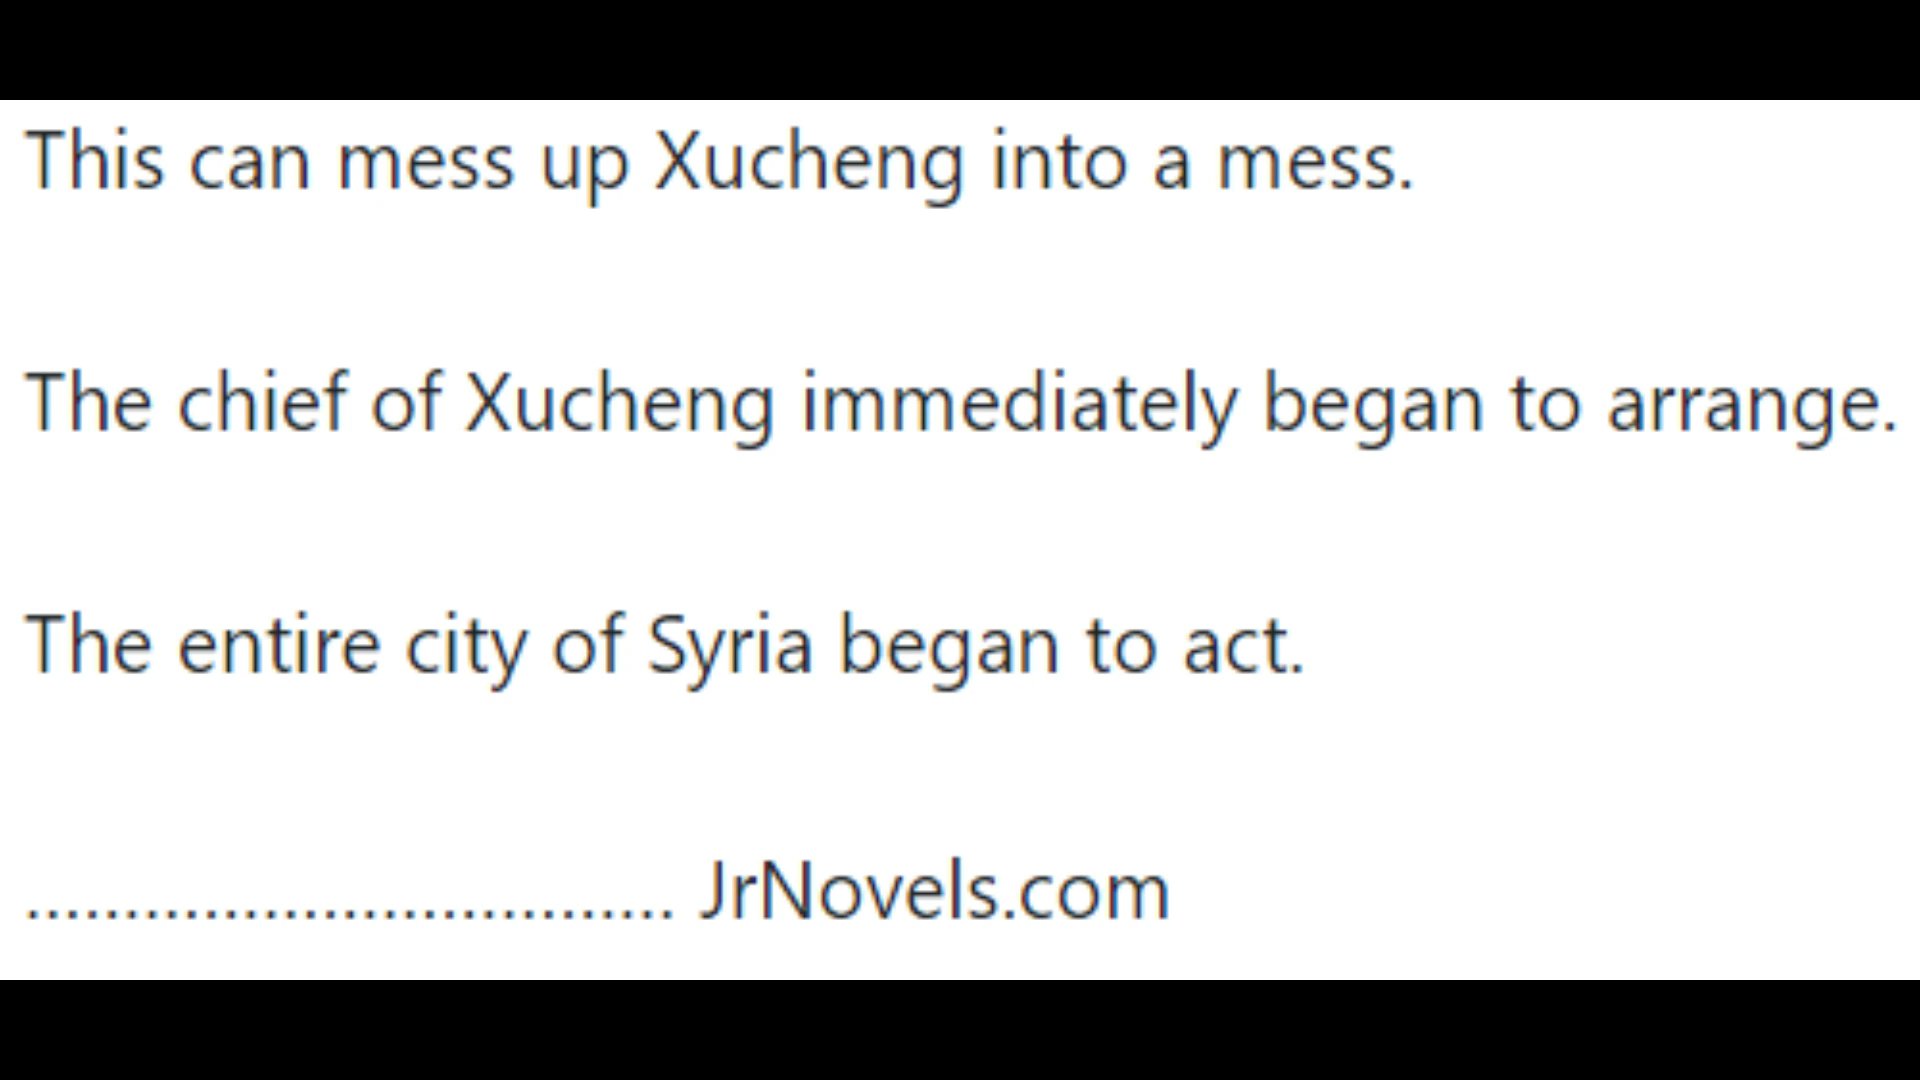 This can mess up Xucheng into a mess.
The chief of Xucheng immediately began to arrange.
The entire city of Syria began to act.
................................. JrNovels.com